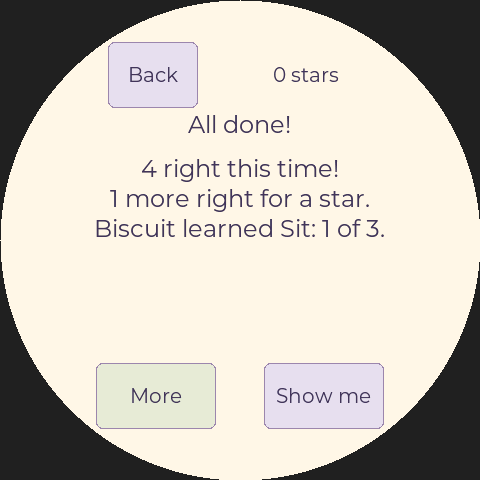 Back
0 stars
All done!
4 right this time!
1 more right for a star.
Biscuit learned Sit: 1 of 3.
More
Show me